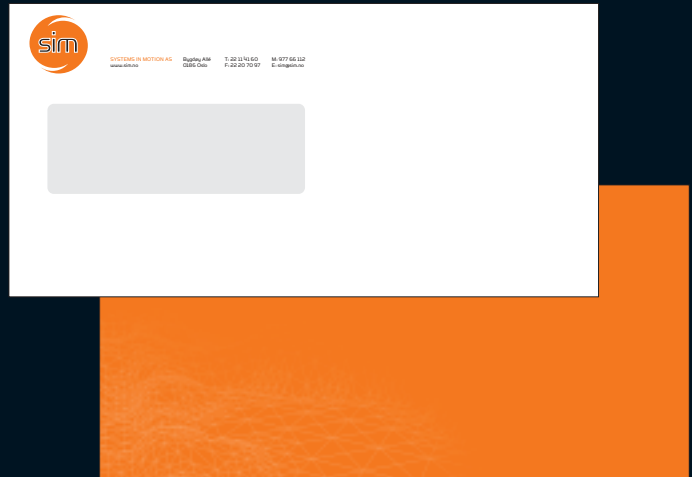 sim
SYSTEMS IN MOTION AS Bygdøy Allé T: 22 11 41 60 M: 977 66 112
www.sim.no 0186 Oslo F: 22 20 70 97 E: sim@sim.no